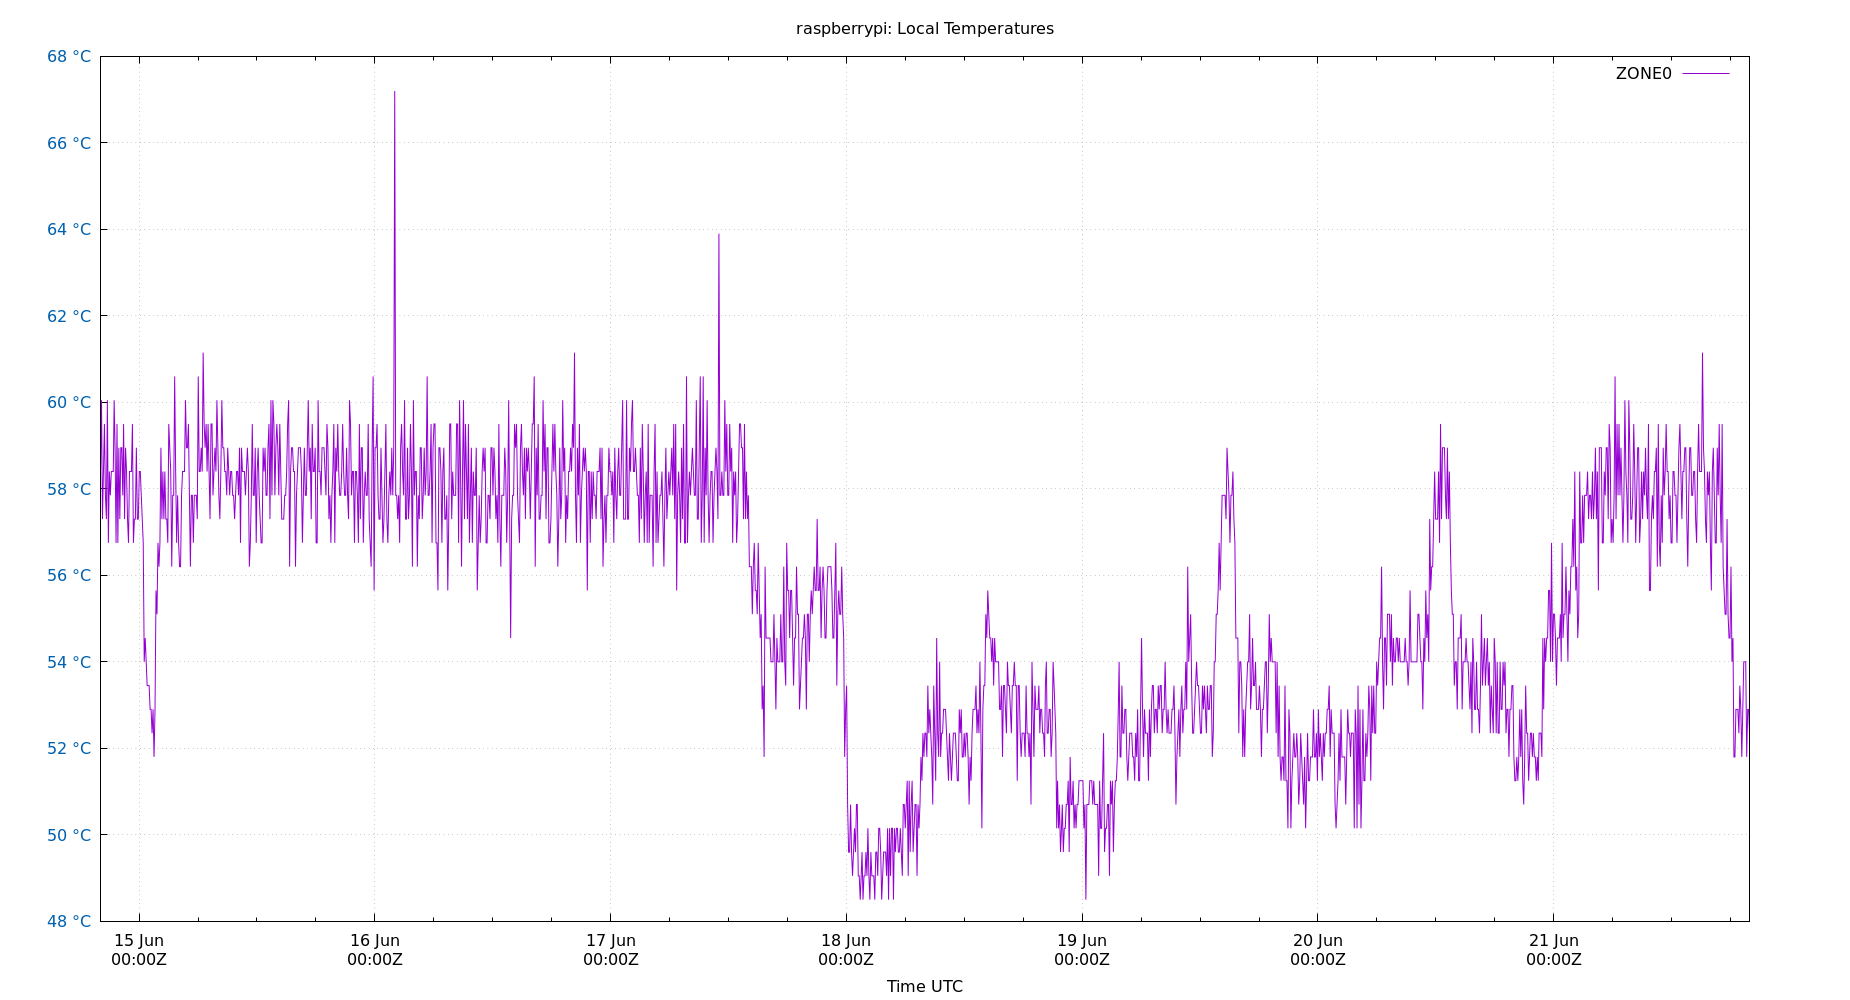 raspberrypi: Local Temperatures
68 °C
ZONE0
66 °C
64 °C
62 °C
60 °C
58 °C
56 °C
54 °C
52 °C
50 °C
48 °C
15 Jun 16 Jun 17 Jun 18 Jun 19 Jun 20 Jun 21 Jun
00:00Z 00:00Z 00:00Z 00:00Z 00:00Z 00:00Z 00:00Z
Time UTC